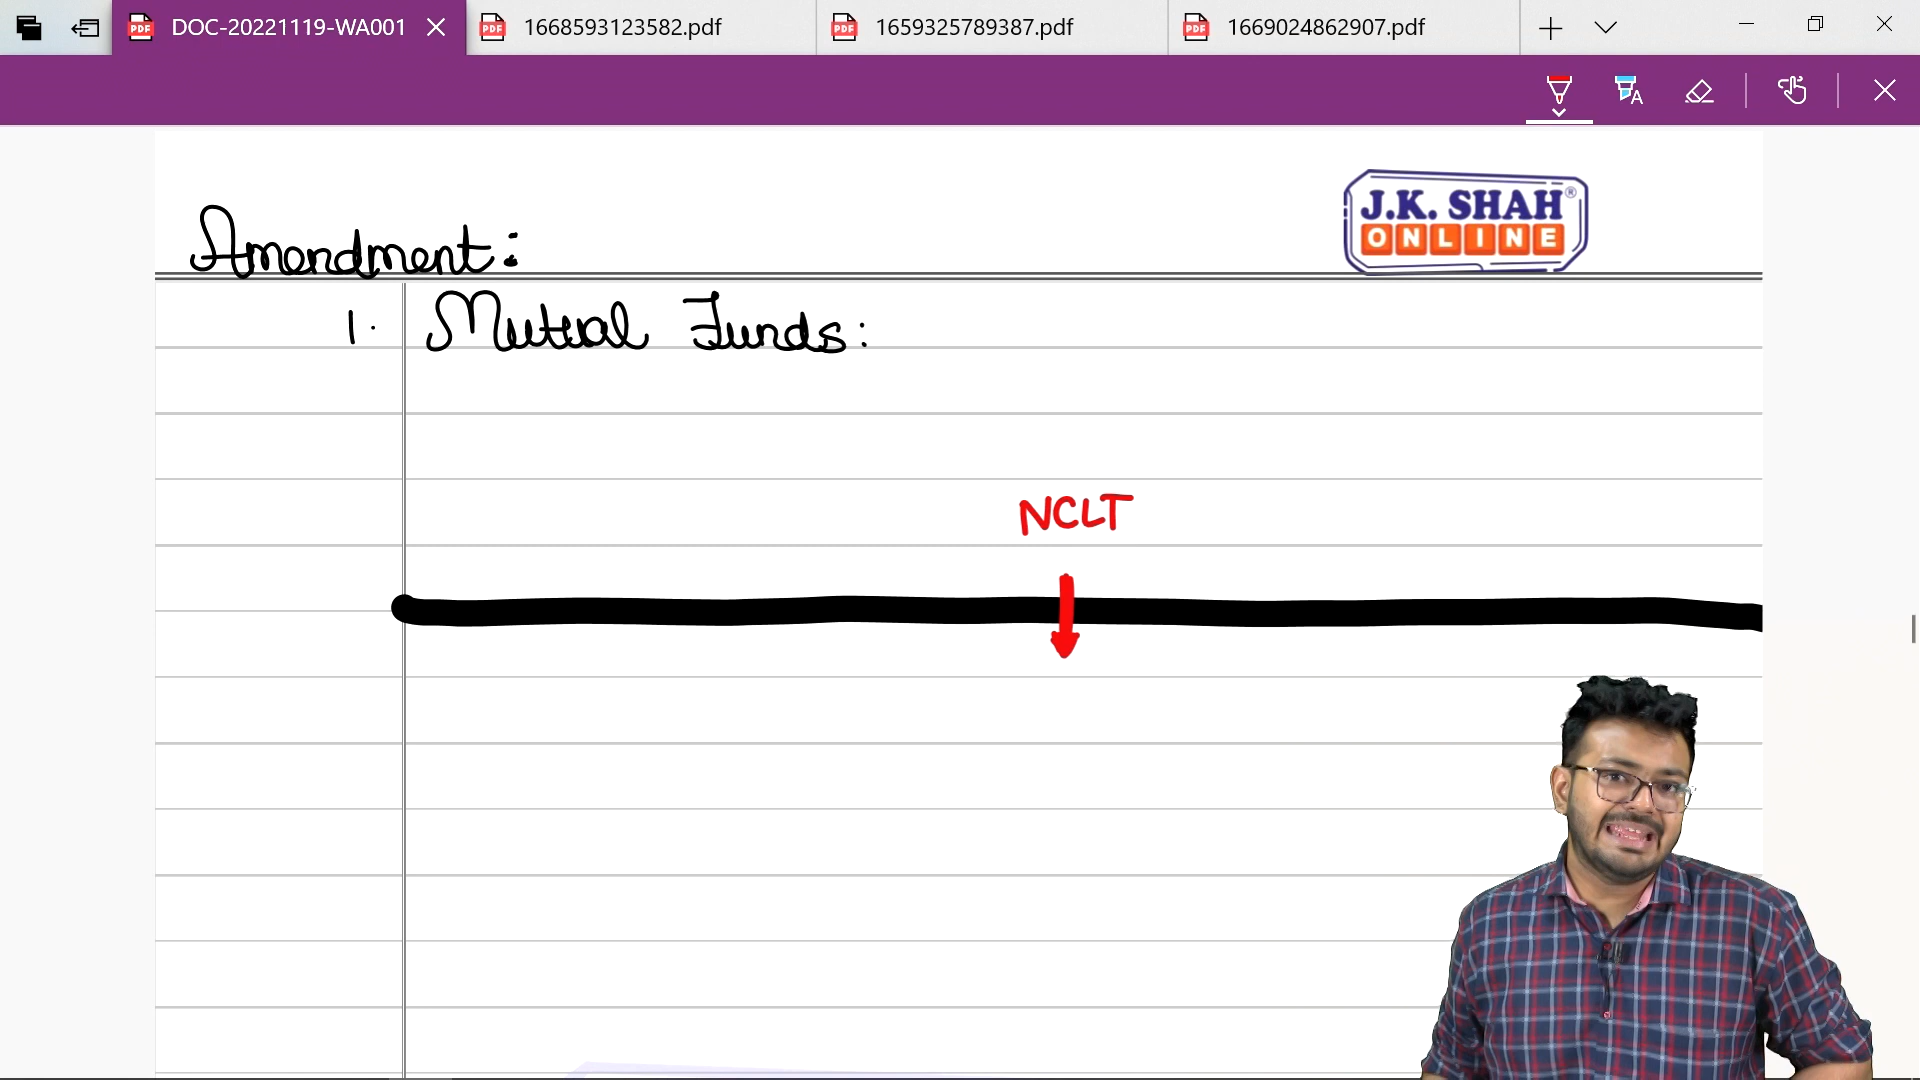 DOC-20221119-WA001 1668593123582.pdf 1659325789387.pdf 1669024862907.pdf
J.K. SHAH®
ONLINE
Amendment:
1. Mutual Funds:
NCLT